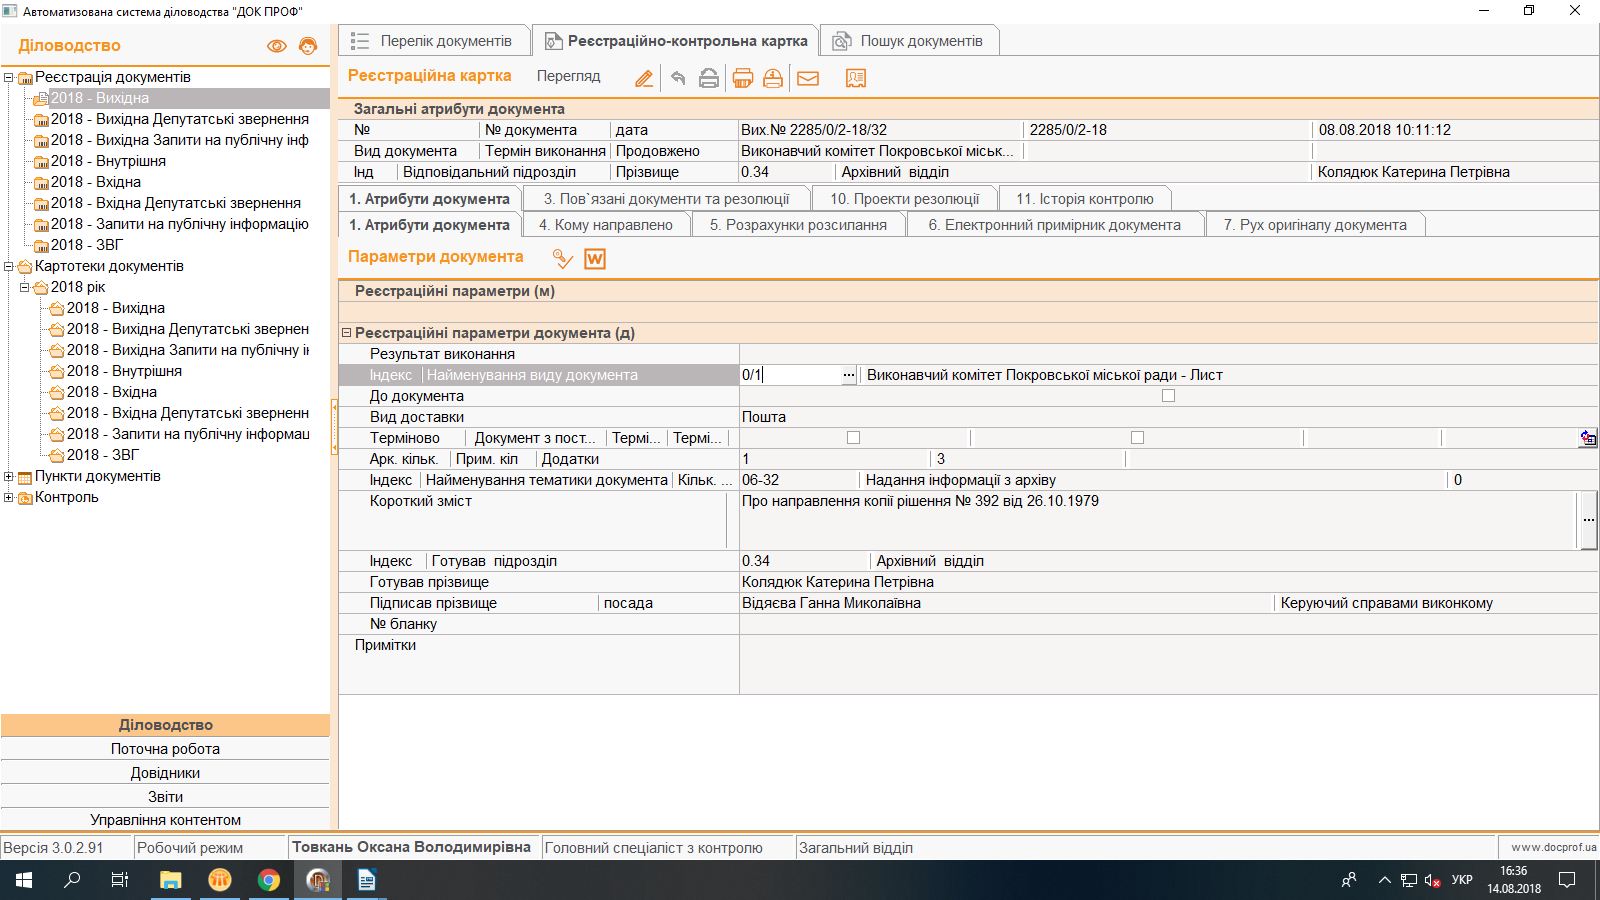 Автоматизована система діловодства "ДОК ПРОФ"
Діловодство
Реєстрація документів
2018 - Вихідна
2018 - Вихідна Депутатські звернення
2018 - Вихідна Запити на публічну інф
2018 - Внутрішня
2018 - Вхідна
2018 - Вхідна Депутатські звернення
2018 - Запити на публічну інформацію
2018 - ЗВГ
Картотеки документів
2018 рік
2018 - Вихідна
2018 - Вихідна Депутатські звернен
2018 - Вихідна Запити на публічну і
2018 - Внутрішня
2018 - Вхідна
2018 - Вхідна Депутатські звернен
2018 - Запити на публічну інформац
2018 - ЗВГ
Пункти документів
Контроль
Діловодство
Поточна робота
Довідники
Звіти
Управління контентом
Перелік документів Реєстраційно-контрольна картка Пошук документів
Реєстраційна картка Перегляд
Загальні атрибути документа
№ № документа дата Вих.№ 2285/0/2-18/32 2285/0/2-18 08.08.2018 10:11:12
Вид документа Термін виконання Продовжено Виконавчий комітет Покровської міськ...
Інд Відповідальний підрозділ Прізвище 0.34 Архівний відділ Колядюк Катерина Петрівна
1. Атрибути документа 3. Пов`язані документи та резолюції 10. Проекти резолюції 11. Історія контролю
1. Атрибути документа 4. Кому направлено 5. Розрахунки розсилання 6. Електронний примірник документа 7. Рух оригіналу документа
Параметри документа
Реєстраційні параметри (м)
Реєстраційні параметри документа (д)
Результат виконання
Індекс Найменування виду документа 0/1 ... Виконавчий комітет Покровської міської ради - Лист
До документа
Вид доставки Пошта
Терміново Документ з пост... Термі... Термі...
Арк. кільк. Прим. кіл Додатки 1 3
Індекс Найменування тематики документа Кільк. ... 06-32 Надання інформації з архіву 0
Короткий зміст Про направлення копії рішення № 392 від 26.10.1979
...
Індекс Готував підрозділ 0.34 Архівний відділ
Готував прізвище Колядюк Катерина Петрівна
Підписав прізвище посада Відяєва Ганна Миколаївна Керуючий справами виконкому
№ бланку
Примітки
Версія 3.0.2.91 Робочий режим Товкань Оксана Володимирівна Головний спеціаліст з контролю Загальний відділ www.docprof.ua
УКР 16:36
14.08.2018